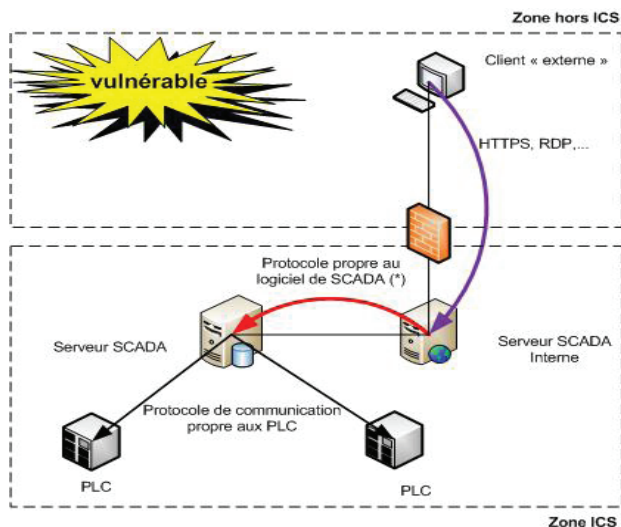 Zone hors ICS
vulnérable
Client « externe »
HTTPS, RDP,...
Protocole propre au
logiciel de SCADA (*)
Serveur SCADA
Serveur SCADA
Interne
Protocole de communication
propre aux PLC
PLC
PLC
Zone ICS